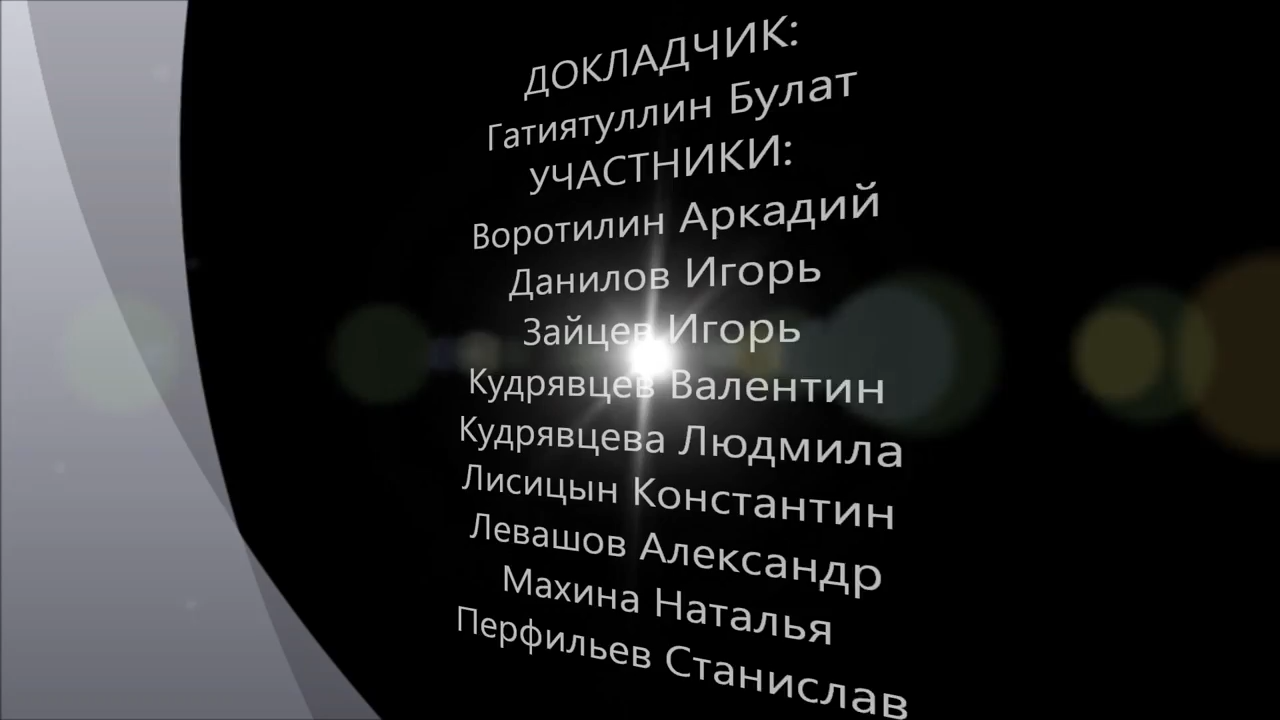 ДОКЛАДЧИК:
Гатиятуллин Булат
УЧАСТНИКИ:
Воротилин Аркадий
Данилов Игорь
Зайцев Игорь
Кудрявцев Валентин
Кудрявцева Людмила
Лисицын Константин
Левашов Александр
Махина Наталья
Перфильев Станислав